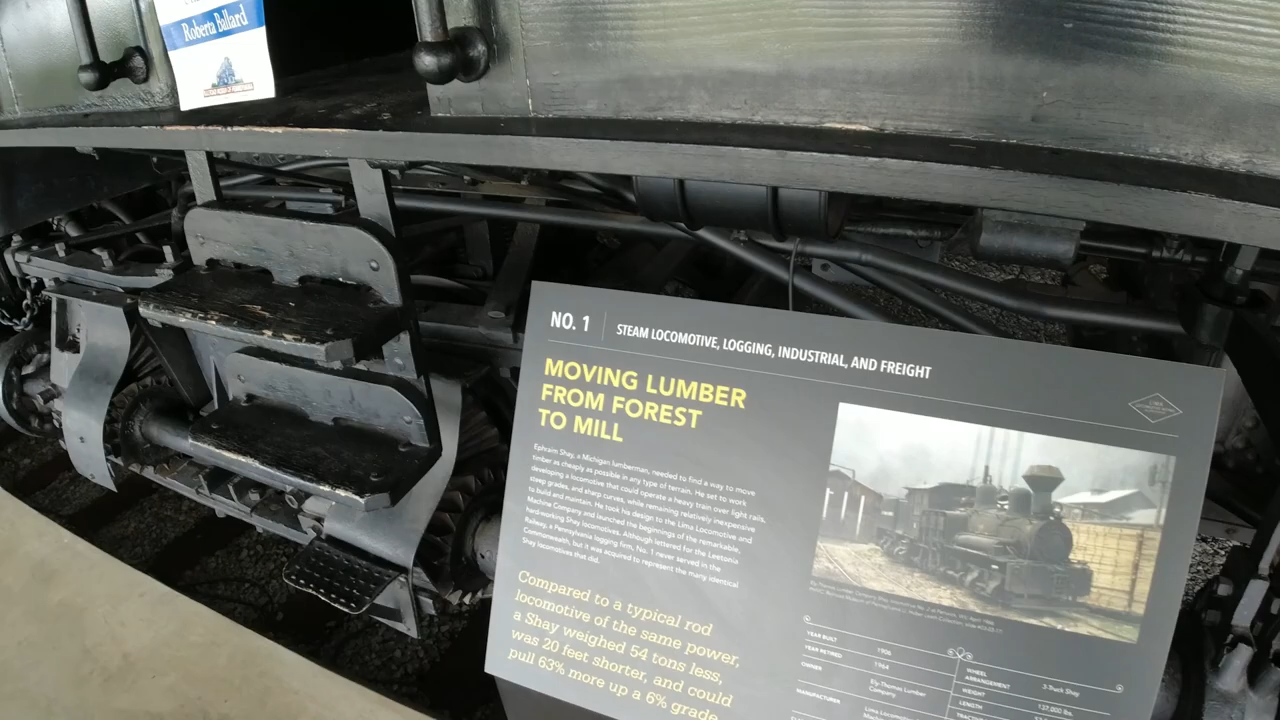 Roberta Ballard
NO. 1
STEAM LOCOMOTIVE, LOGGING, INDUSTRIAL, AND FREIGHT
MOVING LUMBER
FROM FOREST
TO MILL
Ephraim Shay, a Michigan lumberman, needed to find a way to move
timber as cheaply as possible in any type of terrain. He set to work
developing a locomotive that could operate a heavy train over light rails,
steep grades, and sharp curves, while remaining relatively inexpensive
to build and maintain. He took his design to the Lima Locomotive and
Machine Company and launched the beginnings of the remarkable,
hard-working Shay locomotives. Although lettered for the Leetonia
Railway, a Pennsylvania logging firm, No. 1 never served in the
Commonwealth, but it was acquired to represent the many identical
Shay locomotives that did.
Compared to a typical rod
locomotive of the same power,
a Shay weighed 54 tons less,
was 20 feet shorter, and could
pull 63% more up a 6% grade
YEAR BUILT 1906
YEAR RETIRED 1964
OWNER Ely-Thomas Lumber
Company
MANUFACTURER
WHEEL
ARRANGEMENT 3-Truck Shay
WEIGHT 137,000 lbs.
LENGTH